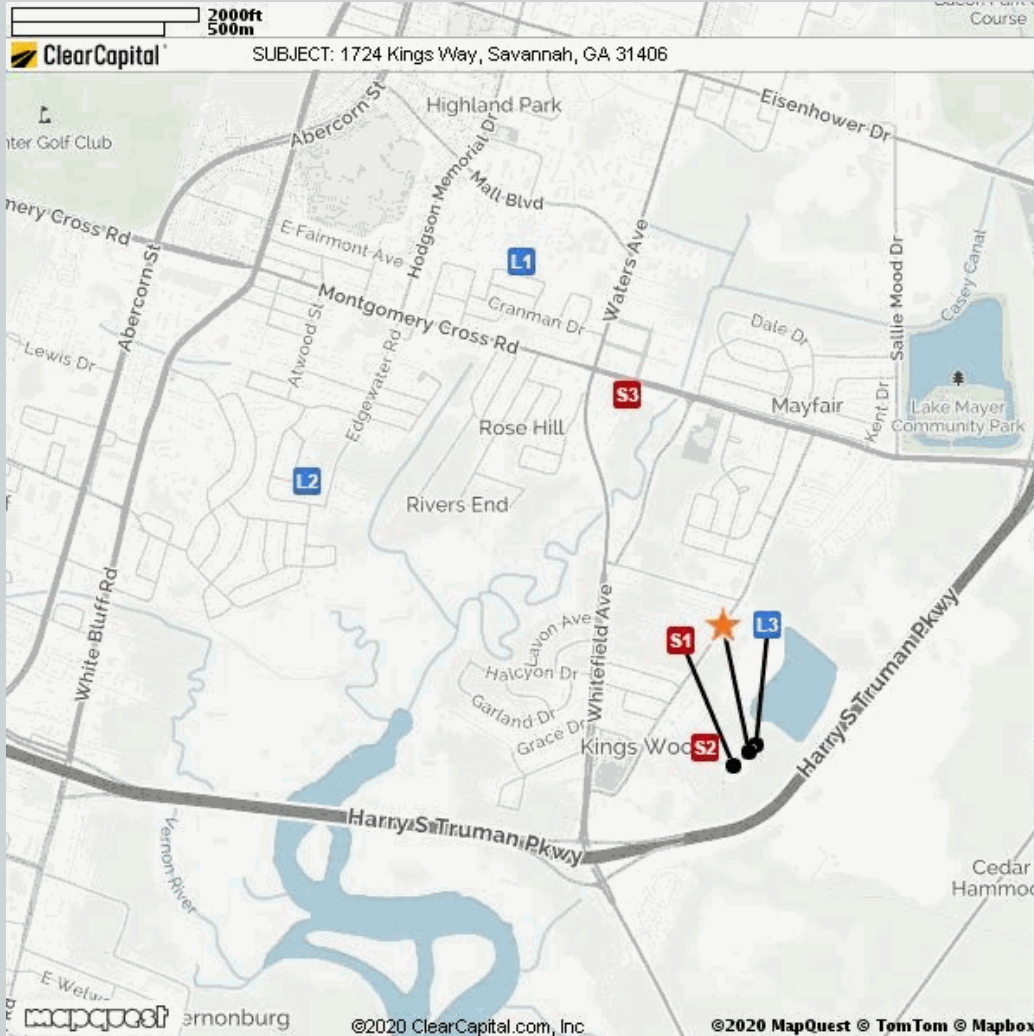 2000ft
500m
ClearCapital
SUBJECT: 1724 Kings Way, Savannah, GA 31406
Course
Highland Park
Eisenhower Dr
Abercorn St
nter Golf Club
Hodgson Memorial Dr
Mall Blvd
mery Cross Rd
E Fairmont Ave
L1
Waters Ave
Sallie Mood Dr
Casey Canal
Abercorn St
Montgomery Cross Rd
Cranman Dr
Dale Dr
Lewis Dr
Atwood St
Edgewater Rd
S3
Kent Dr
Mayfair
Lake Mayer
Community Park
Rose Hill
L2
Rivers End
White Bluff Rd
Whitefield Ave
Lavon Ave
S1
L3
Halcyon Dr
Garland Dr
Grace Dr
Kings Woo
S2
Harry S Truman Pkwy
Harry S Truman Pkwy
Vernon River
Cedar
Hammoc
E Welw
mapquest
ernonburg
©2020 ClearCapital.com, Inc
©2020 MapQuest © TomTom © Mapbox